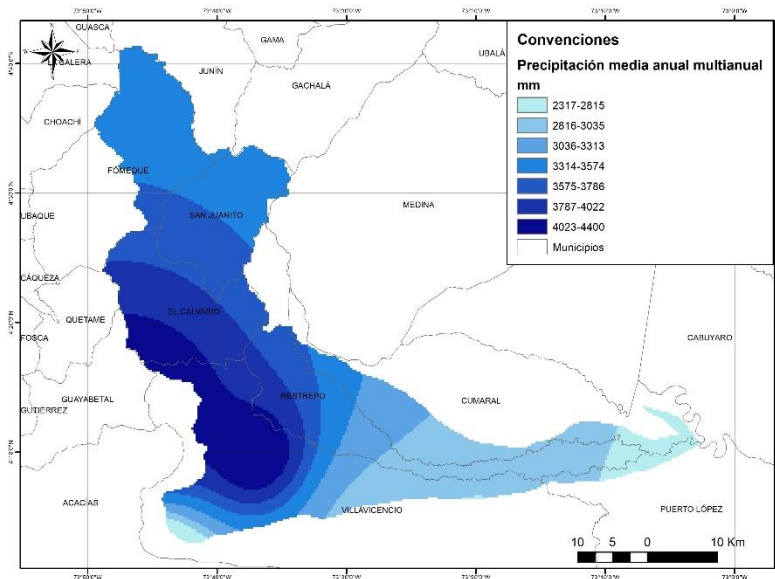 GUASCA
GAMA
UBALÁ
JUNÍN
GACHALÁ
CHOACHÍ
FÓMEQUE
MEDINA
UBAQUE
SAN JUANITO
CÁQUEZA
EL CALVARIO
QUETAME
FOSCA
CABUYARO
GUAYABETAL
RESTREPO
CUMARAL
GUTIÉRREZ
ACACÍAS
VILLAVICENCIO
PUERTO LÓPEZ
Convenciones
Precipitación media anual multianual
mm
2317-2815
2816-3035
3036-3313
3314-3574
3575-3786
3787-4022
4023-4400
Municipios
10 5 0 10 Km